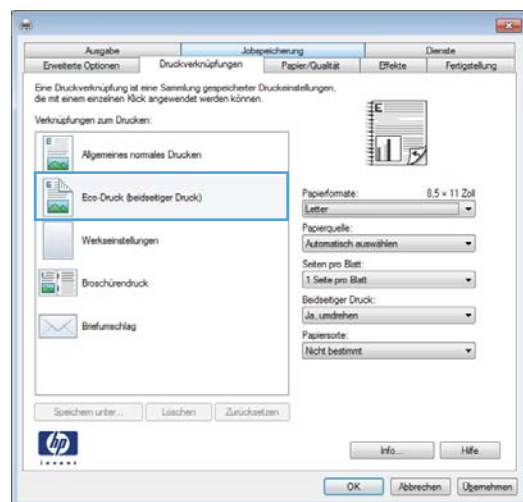 Ausgabe Jobspeicherung Dienste
Erweiterte Optionen Druckverknüpfungen Papier/Qualität Effekte Fertigstellung
Eine Druckverknüpfung ist eine Sammlung gespeicherter Druckeinstellungen,
die mit einem einzelnen Klick angewendet werden können.
Verknüpfungen zum Drucken:
Allgemeines normales Drucken
Eco-Druck (beidseitiger Druck)
Werkseinstellungen
Broschürendruck
Briefumschlag
Papierformate: 8,5 × 11 Zoll
Letter
Papierquelle:
Automatisch auswählen
Seiten pro Blatt:
1 Seite pro Blatt
Beidseitiger Druck:
Ja, umdrehen
Papiersorte:
Nicht bestimmt
Speichern unter... Löschen Zurücksetzen
hp
invent
Info... Hilfe
OK Abbrechen Übernehmen